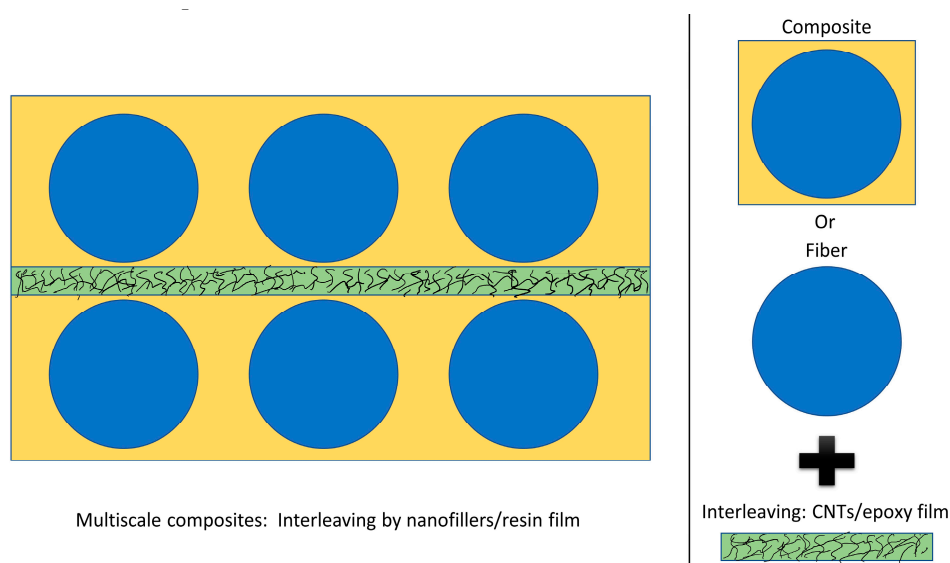 Composite
Or
Fiber
Interleaving: CNTs/epoxy film
Multiscale composites: Interleaving by nanofillers/resin film